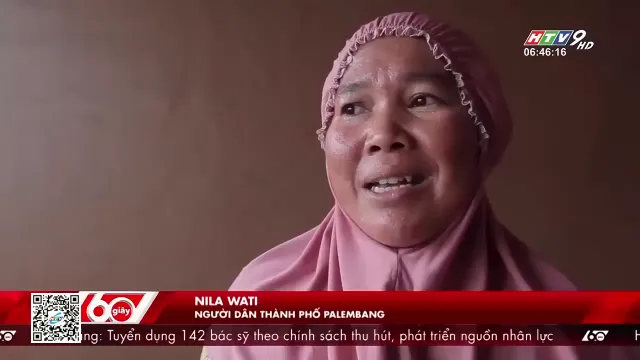 HTV9 HD
06:46:16
NILA WATI
60 giây
NGƯỜI DÂN THÀNH PHỐ PALEMBANG
ng: Tuyển dụng 142 bác sỹ theo chính sách thu hút, phát triển nguồn nhân lực